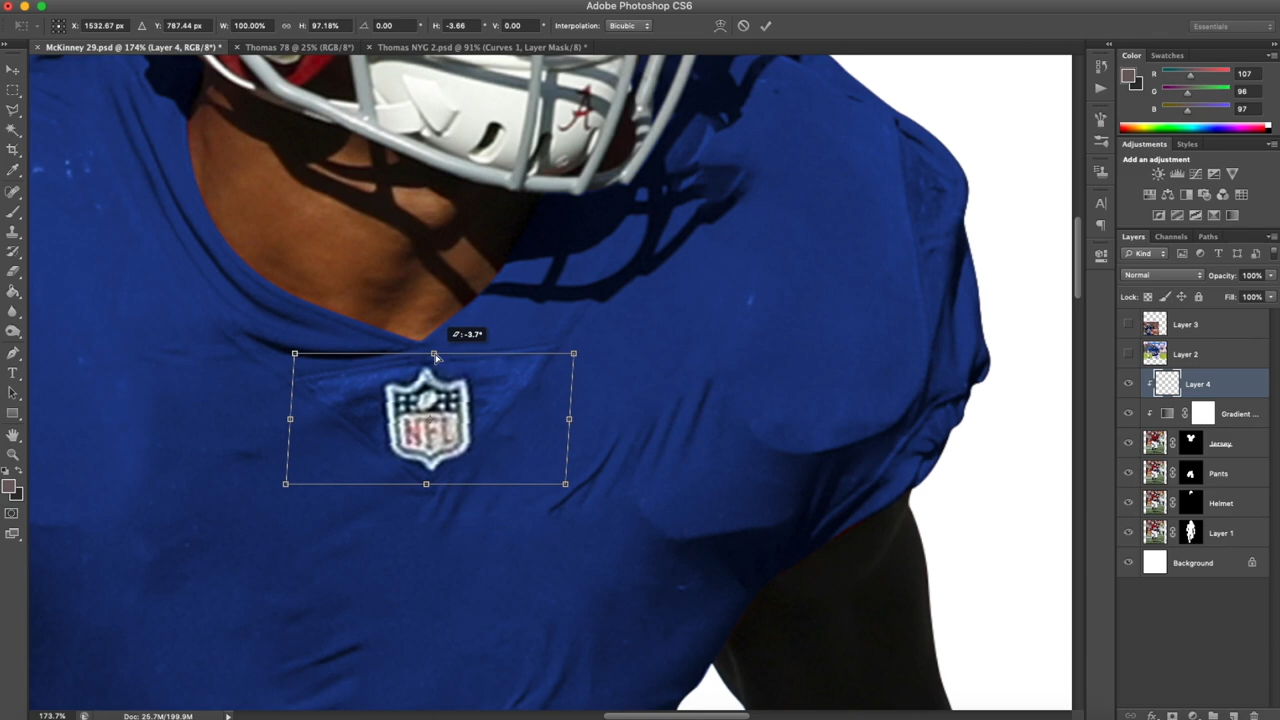 Adobe Photoshop CS6
X: 1532.67 px Y: 787.44 px W: 100.00% H: 97.18% 0.00 ° H: -3.66 ° V: 0.00 ° Interpolation: Bicubic Essentials
McKinney 29.psd @ 174% (Layer 4, RGB/8*) * Thomas 78 @ 25% (RGB/8*) Thomas NYG 2.psd @ 91% (Curves 1, Layer Mask/8) *
Color Swatches
R 107
G 96
B 97
Adjustments Styles
Add an adjustment
Layers Channels Paths
Kind
Normal Opacity: 100%
Lock: Fill: 100%
Layer 3
Layer 2
Layer 4
Gradient ...
Jersey
Pants
Helmet
Layer 1
Background
A
: -3.7°
NFL
173.7% Doc: 25.7M/199.9M